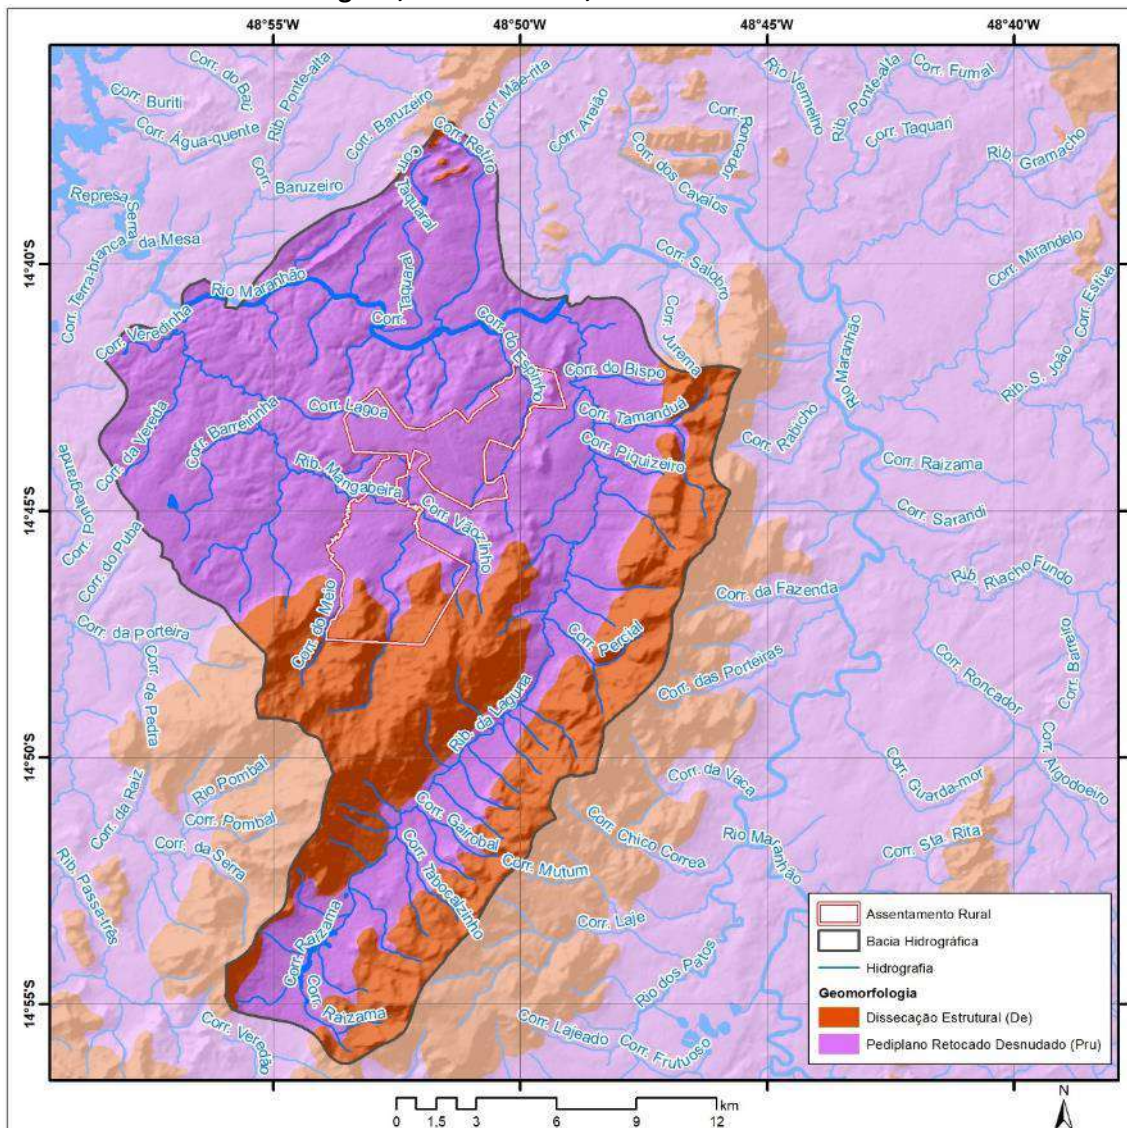 48°55'W
48°50'W
48°45'W
48°40'W
14°40'S
14°45'S
14°50'S
14°55'S
Corr. do Baú
Rib. Ponte-alta
Corr. Buriti
Corr. Água-quente
Corr. Baruzeiro
Corr. Baruzeiro
Corr. Mãe-rita
Corr. Retiro
Corr. Areião
Corr. dos Cavalos
Corr. Roncador
Rio Vermelho
Rib. Ponte-alta
Corr. Fumal
Corr. Taquari
Rib. Gramacho
Represa Serra
da Mesa
Corr. Terra-branca
Corr. Taquaral
Corr. Taquaral
Rio Maranhão
Corr. Veredinha
Corr. Salobro
Corr. Jurema
Corr. Mirandelo
Corr. Estiva
Rib. S. João
Rio Maranhão
Corr. do Espinho
Corr. do Bispo
Corr. Tamanduá
Corr. Piquizeiro
Corr. Rabicho
Corr. Raizama
Corr. Sarandi
Corr. Lagoa
Corr. Barreirinha
Corr. da Vereda
Rib. Mangabeira
Corr. Vãozinho
Corr. Ponte-grande
Corr. do Puba
Corr. da Porteira
Corr. de Pedra
Corr. do Meio
Corr. da Fazenda
Rib. Riacho Fundo
Corr. Barreiro
Corr. Roncador
Corr. Percial
Corr. das Porteiras
Rib. da Laguna
Corr. da Vaca
Corr. Guarda-mor
Corr. Algodoeiro
Corr. da Raiz
Rio Pombal
Corr. Pombal
Corr. da Serra
Rib. Passa-três
Corr. Gairobal
Corr. Mutum
Corr. Tabocalzinho
Corr. Chico Correa
Rio Maranhão
Corr. Sta. Rita
Corr. Laje
Rio dos Patos
Corr. Raizama
Corr. Raizama
Corr. Veredão
Corr. Lajeado
Corr. Frutuoso
Assentamento Rural
Bacia Hidrográfica
Hidrografia
Geomorfologia
Dissecação Estrutural (De)
Pediplano Retocado Desnudado (Pru)
0 1,5 3 6 9 12 km
N